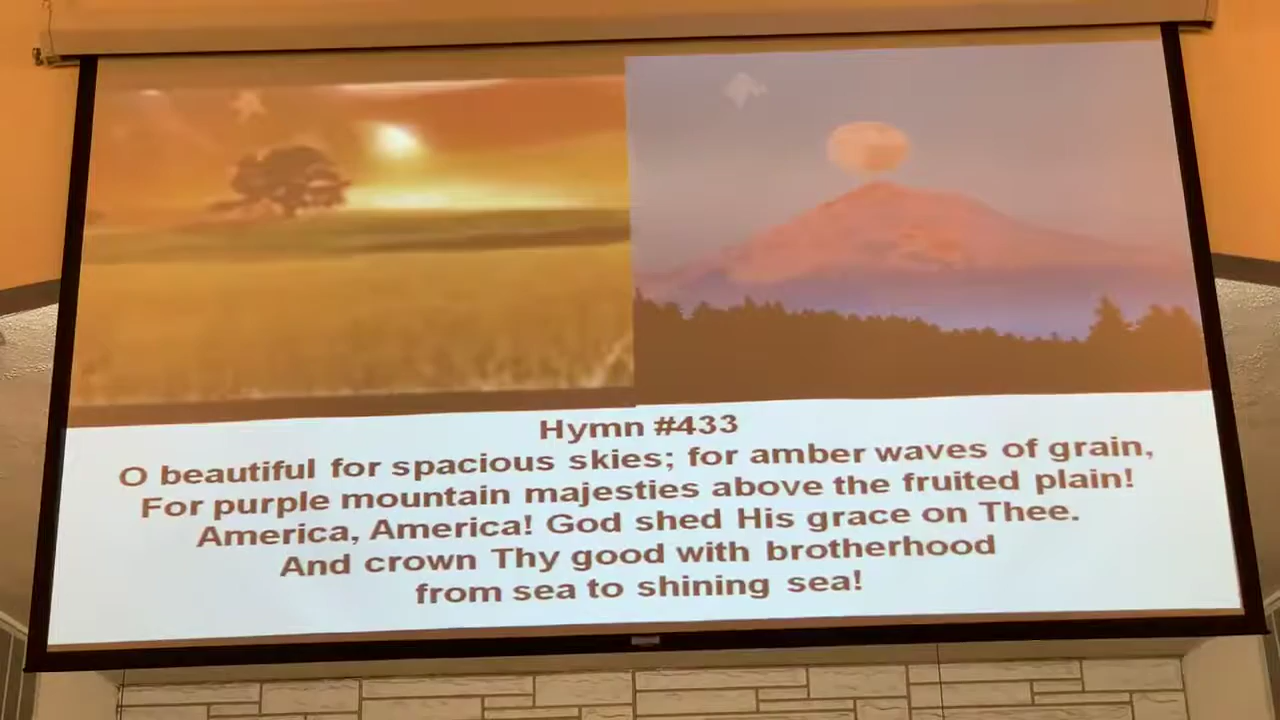 Hymn #433
O beautiful for spacious skies; for amber waves of grain,
For purple mountain majesties above the fruited plain!
America, America! God shed His grace on Thee.
And crown Thy good with brotherhood
from sea to shining sea!